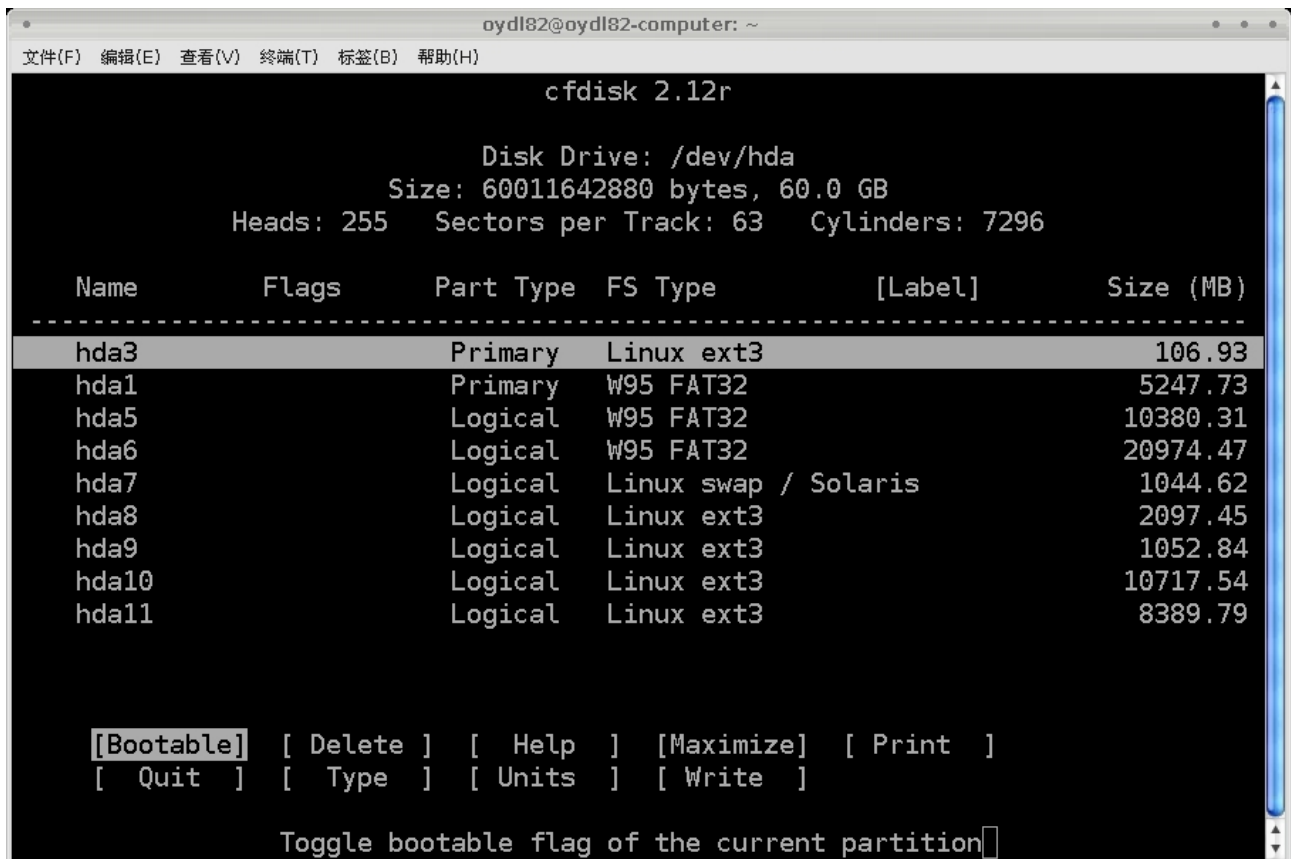 oydl82@oydl82-computer: ~
文件(F) 编辑(E) 查看(V) 终端(T) 标签(B) 帮助(H)
cfdisk 2.12r
Disk Drive: /dev/hda
Size: 60011642880 bytes, 60.0 GB
Heads: 255 Sectors per Track: 63 Cylinders: 7296
Name Flags Part Type FS Type [Label] Size (MB)
--------------------------------------------------------------------------
hda3 Primary Linux ext3 106.93
hda1 Primary W95 FAT32 5247.73
hda5 Logical W95 FAT32 10380.31
hda6 Logical W95 FAT32 20974.47
hda7 Logical Linux swap / Solaris 1044.62
hda8 Logical Linux ext3 2097.45
hda9 Logical Linux ext3 1052.84
hda10 Logical Linux ext3 10717.54
hda11 Logical Linux ext3 8389.79
[Bootable] [ Delete ] [ Help ] [Maximize] [ Print ]
[ Quit ] [ Type ] [ Units ] [ Write ]
Toggle bootable flag of the current partition